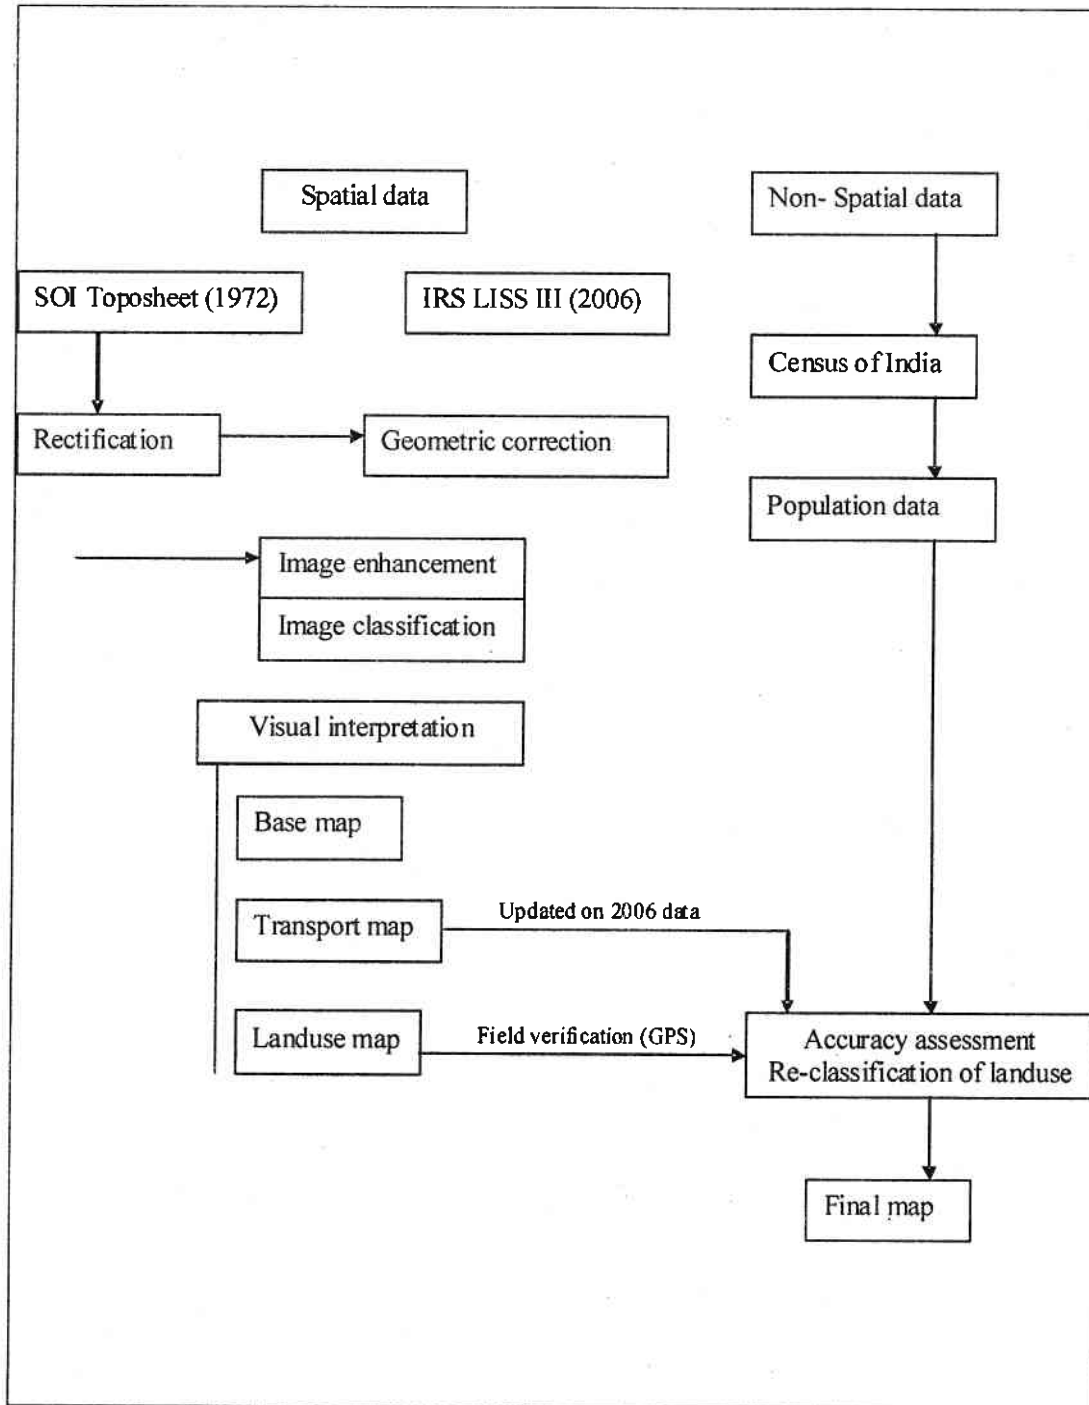 Spatial data
Non- Spatial data
SOI Toposheet (1972)
IRS LISS III (2006)
Census of India
Rectification
Geometric correction
Population data
Image enhancement
Image classification
Visual interpretation
Base map
Transport map
Updated on 2006 data
Landuse map
Field verification (GPS)
Accuracy assessment
Re-classification of landuse
Final map